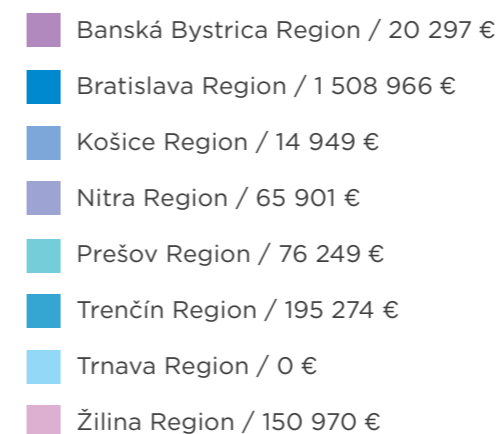 Banská Bystrica Region / 20 297 €
Bratislava Region / 1 508 966 €
Košice Region / 14 949 €
Nitra Region / 65 901 €
Prešov Region / 76 249 €
Trenčín Region / 195 274 €
Trnava Region / 0 €
Žilina Region / 150 970 €